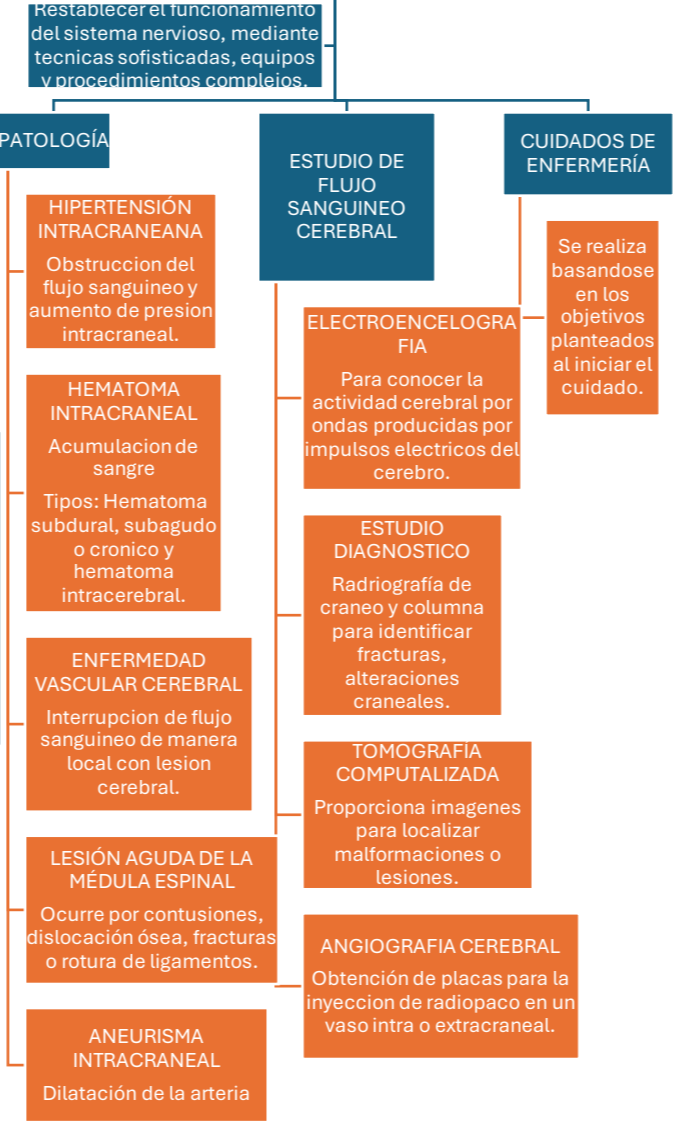 Restablecer el funcionamiento
del sistema nervioso, mediante
tecnicas sofisticadas, equipos
y procedimientos complejos.
PATOLOGÍA
HIPERTENSIÓN
INTRACRANEANA
Obstruccion del
flujo sanguineo y
aumento de presion
intracraneal.
HEMATOMA
INTRACRANEAL
Acumulacion de
sangre
Tipos: Hematoma
subdural, subagudo
o cronico y
hematoma
intracerebral.
ENFERMEDAD
VASCULAR CEREBRAL
Interrupcion de flujo
sanguineo de manera
local con lesion
cerebral.
LESIÓN AGUDA DE LA
MÉDULA ESPINAL
Ocurre por contusiones,
dislocación ósea, fracturas
o rotura de ligamentos.
ANEURISMA
INTRACRANEAL
Dilatación de la arteria
ESTUDIO DE
FLUJO
SANGUINEO
CEREBRAL
ELECTROENCELOGRA
FIA
Para conocer la
actividad cerebral por
ondas producidas por
impulsos electricos del
cerebro.
ESTUDIO
DIAGNOSTICO
Radriografía de
craneo y columna
para identificar
fracturas,
alteraciones
craneales.
TOMOGRAFÍA
COMPUTALIZADA
Proporciona imagenes
para localizar
malformaciones o
lesiones.
ANGIOGRAFIA CEREBRAL
Obtención de placas para la
inyeccion de radiopaco en un
vaso intra o extracraneal.
CUIDADOS DE
ENFERMERÍA
Se realiza
basandose
en los
objetivos
planteados
al iniciar el
cuidado.